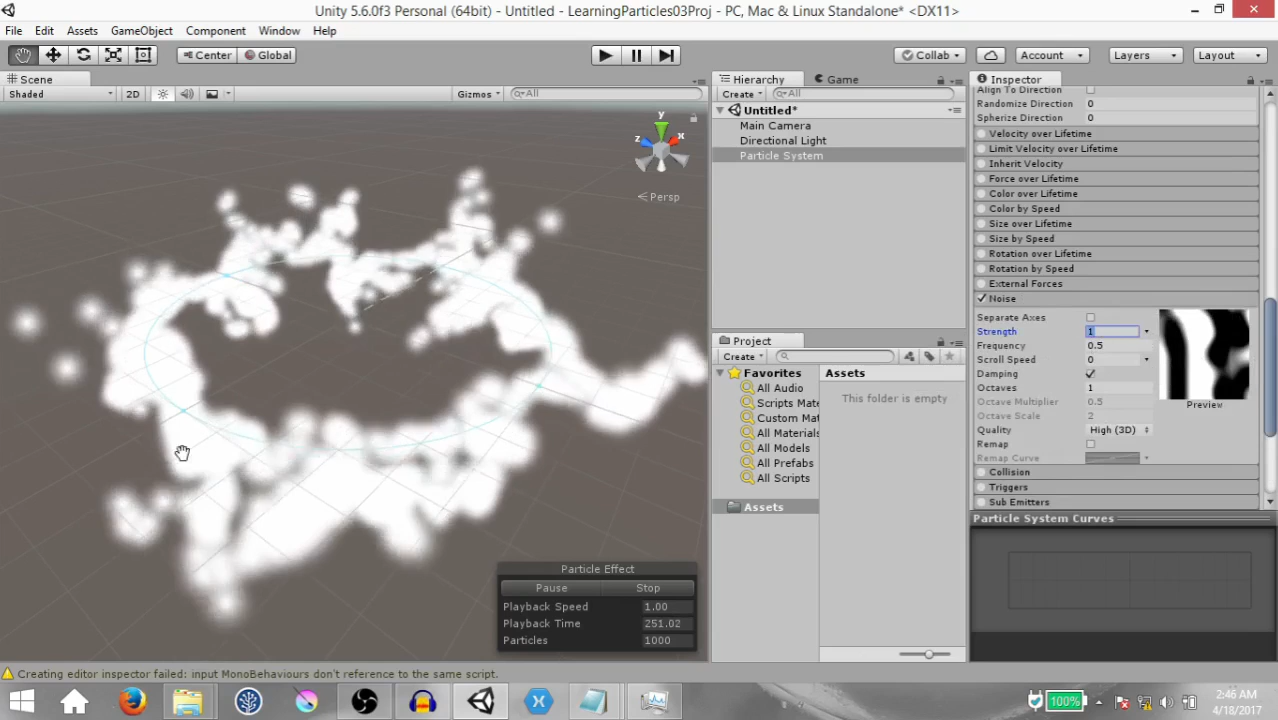 Unity 5.6.0f3 Personal (64bit) - Untitled - LearningParticles03Proj - PC, Mac & Linux Standalone* <DX11>
File Edit Assets GameObject Component Window Help
Center Global Collab Account Layers Layout
Scene
Shaded 2D Gizmos All
y
x
z
Persp
Hierarchy Game
Create All
Untitled*
Main Camera
Directional Light
Particle System
Project
Create
Favorites
All Audio
Scripts Mate
Custom Mat
All Materials
All Models
All Prefabs
All Scripts
Assets
Assets
This folder is empty
Inspector
Align To Direction
Randomize Direction 0
Spherize Direction 0
Velocity over Lifetime
Limit Velocity over Lifetime
Inherit Velocity
Force over Lifetime
Color over Lifetime
Color by Speed
Size over Lifetime
Size by Speed
Rotation over Lifetime
Rotation by Speed
External Forces
Noise
Separate Axes
Strength 1
Frequency 0.5
Scroll Speed 0
Damping
Octaves 1
Octave Multiplier 0.5
Octave Scale 2
Quality High (3D)
Remap
Remap Curve
Preview
Collision
Triggers
Sub Emitters
Particle System Curves
Particle Effect
Pause Stop
Playback Speed 1.00
Playback Time 251.02
Particles 1000
Creating editor inspector failed: input MonoBehaviours don't reference to the same script.
100%
2:46 AM
4/18/2017